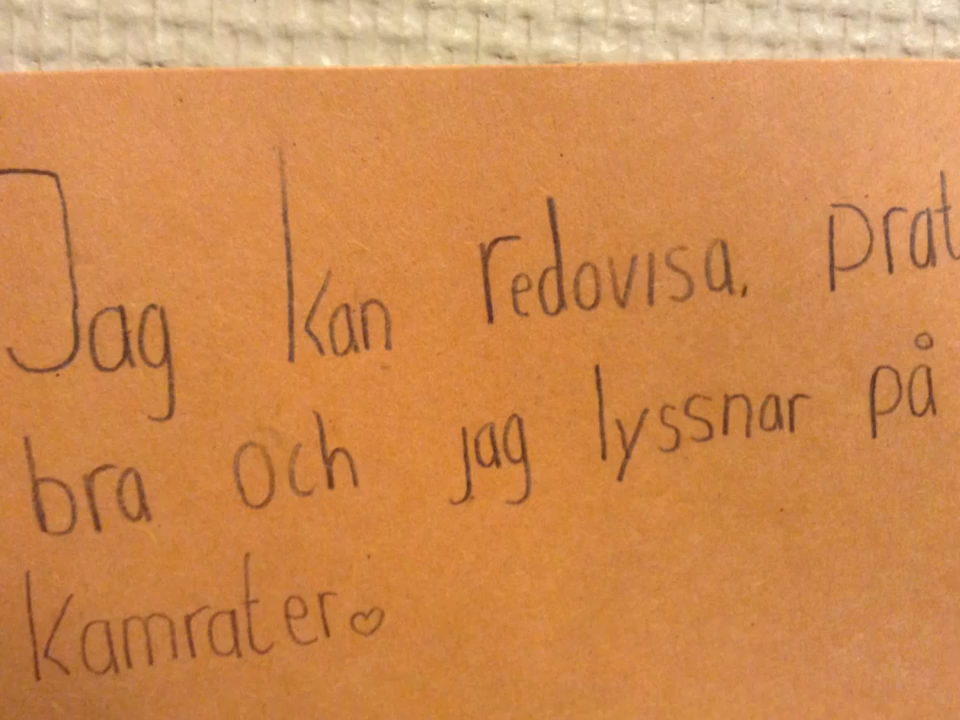 Jag kan redovisa, prat
bra och jag lyssnar på
kamrater♡